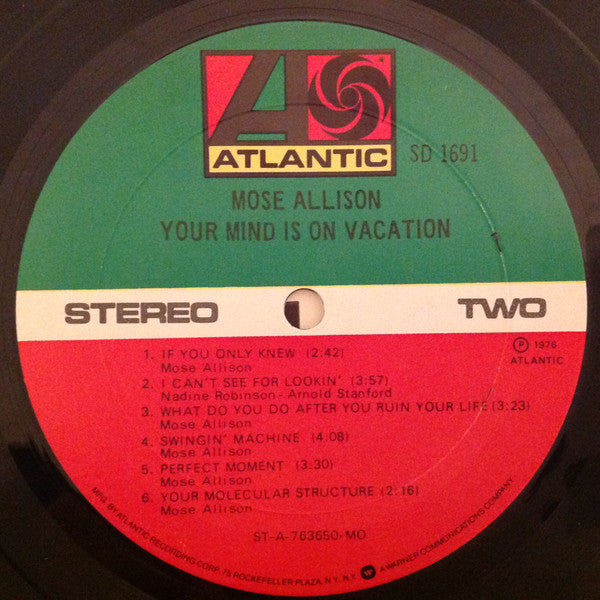 A
ATLANTIC
SD 1691
MOSE ALLISON
YOUR MIND IS ON VACATION
STEREO
TWO
℗ 1976
ATLANTIC
1. IF YOU ONLY KNEW (2:42)
Mose Allison
2. I CAN'T SEE FOR LOOKIN' (3:57)
Nadine Robinson - Arnold Stanford
3. WHAT DO YOU DO AFTER YOU RUIN YOUR LIFE (3:23)
Mose Allison
4. SWINGIN' MACHINE (4:08)
Mose Allison
5. PERFECT MOMENT (3:30)
Mose Allison
6. YOUR MOLECULAR STRUCTURE (2:16)
Mose Allison
ST-A-763650-MO
MFG. BY ATLANTIC RECORDING CORP. 75 ROCKEFELLER PLAZA, N.Y. N.Y. W A WARNER COMMUNICATIONS COMPANY